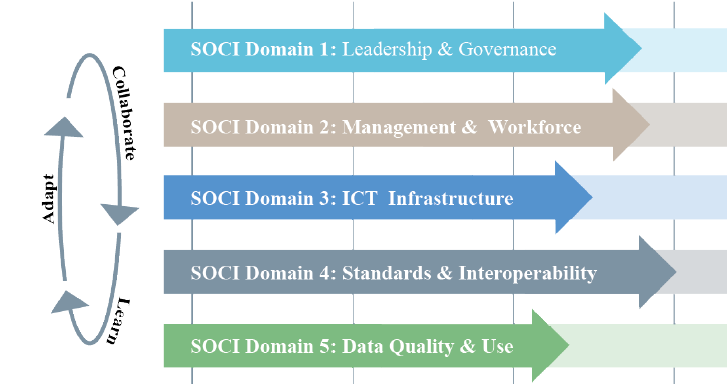 Collaborate
Adapt
Learn
SOCI Domain 1: Leadership & Governance
SOCI Domain 2: Management & Workforce
SOCI Domain 3: ICT Infrastructure
SOCI Domain 4: Standards & Interoperability
SOCI Domain 5: Data Quality & Use